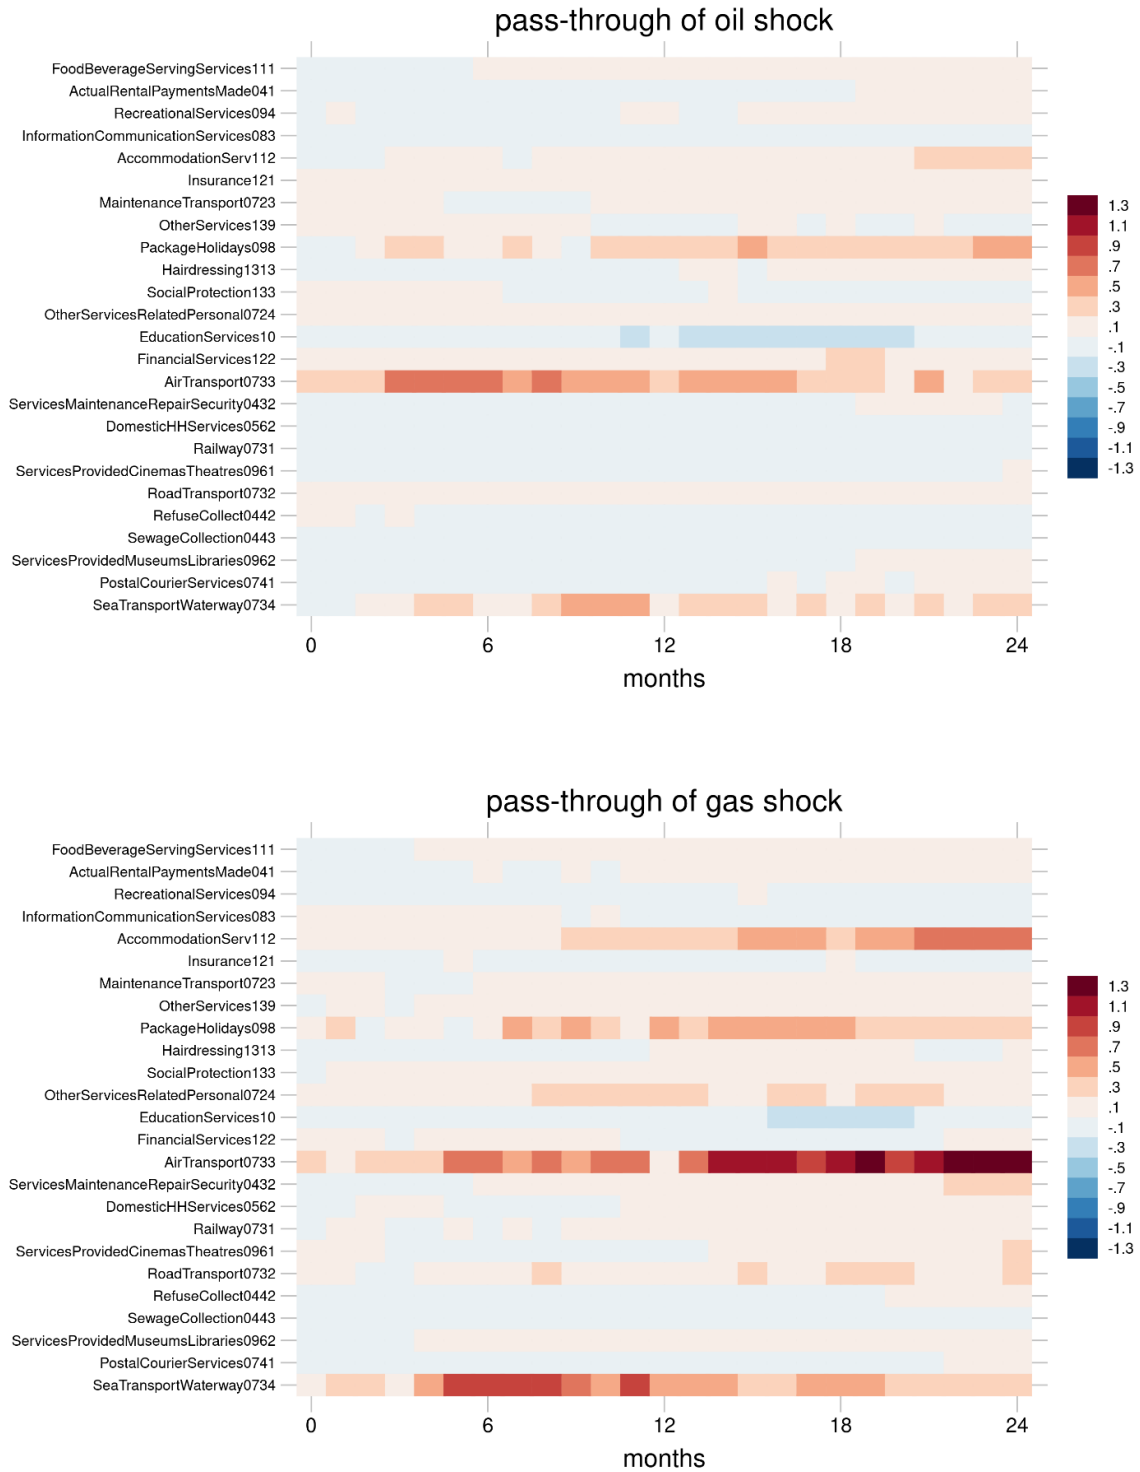 pass-through of oil shock
FoodBeverageServingServices111
ActualRentalPaymentsMade041
RecreationalServices094
InformationCommunicationServices083
AccommodationServ112
Insurance121
MaintenanceTransport0723
OtherServices139
PackageHolidays098
Hairdressing1313
SocialProtection133
OtherServicesRelatedPersonal0724
EducationServices10
FinancialServices122
AirTransport0733
ServicesMaintenanceRepairSecurity0432
DomesticHHServices0562
Railway0731
ServicesProvidedCinemasTheatres0961
RoadTransport0732
RefuseCollect0442
SewageCollection0443
ServicesProvidedMuseumsLibraries0962
PostalCourierServices0741
SeaTransportWaterway0734
0 6 12 18 24
months
1.3
1.1
.9
.7
.5
.3
.1
-.1
-.3
-.5
-.7
-.9
-1.1
-1.3
pass-through of gas shock
FoodBeverageServingServices111
ActualRentalPaymentsMade041
RecreationalServices094
InformationCommunicationServices083
AccommodationServ112
Insurance121
MaintenanceTransport0723
OtherServices139
PackageHolidays098
Hairdressing1313
SocialProtection133
OtherServicesRelatedPersonal0724
EducationServices10
FinancialServices122
AirTransport0733
ServicesMaintenanceRepairSecurity0432
DomesticHHServices0562
Railway0731
ServicesProvidedCinemasTheatres0961
RoadTransport0732
RefuseCollect0442
SewageCollection0443
ServicesProvidedMuseumsLibraries0962
PostalCourierServices0741
SeaTransportWaterway0734
0 6 12 18 24
months
1.3
1.1
.9
.7
.5
.3
.1
-.1
-.3
-.5
-.7
-.9
-1.1
-1.3